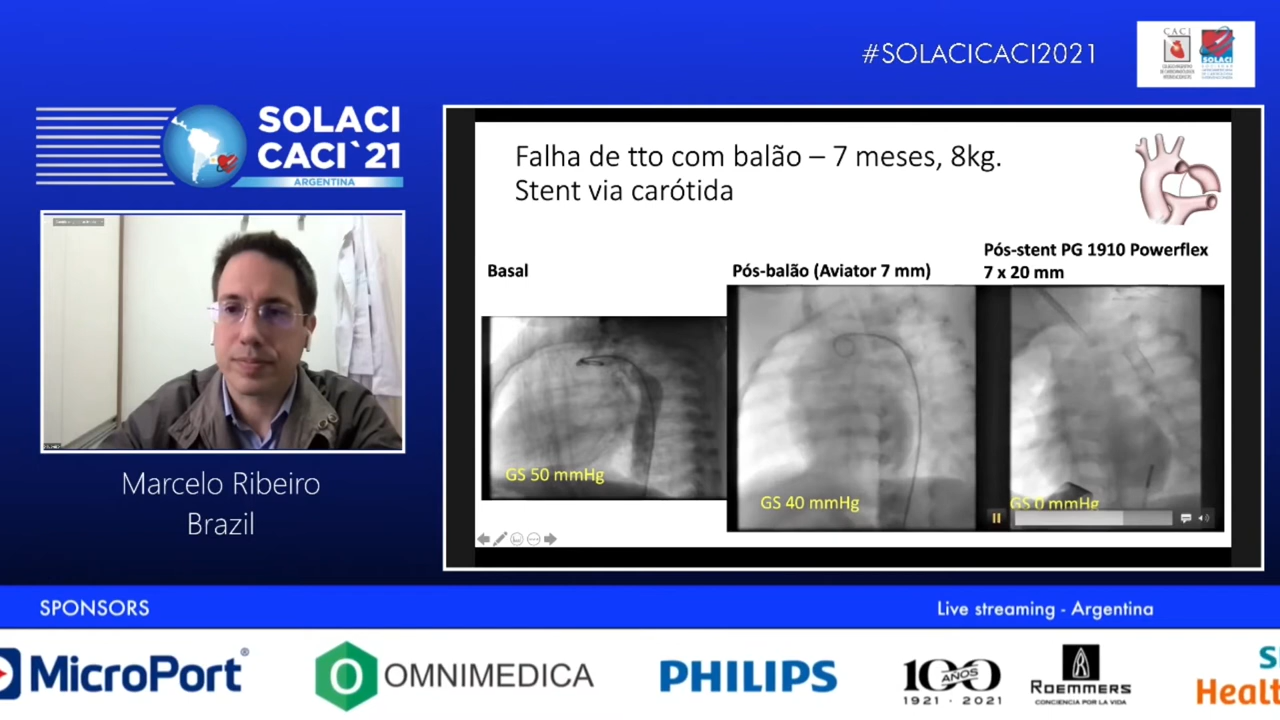 #SOLACICACI2021
CACI
SOLACI
SOLACI
CACI`21
ARGENTINA
Falha de tto com balão – 7 meses, 8kg.
Stent via carótida
Basal
Pós-balão (Aviator 7 mm)
Pós-stent PG 1910 Powerflex
7 x 20 mm
GS 50 mmHg
GS 40 mmHg
GS 0 mmHg
Marcelo Ribeiro
Brazil
SPONSORS
Live streaming - Argentina
MicroPort®
OMNIMEDICA
PHILIPS
100
AÑOS
1921 - 2021
ROEMMERS
CONCIENCIA POR LA VIDA